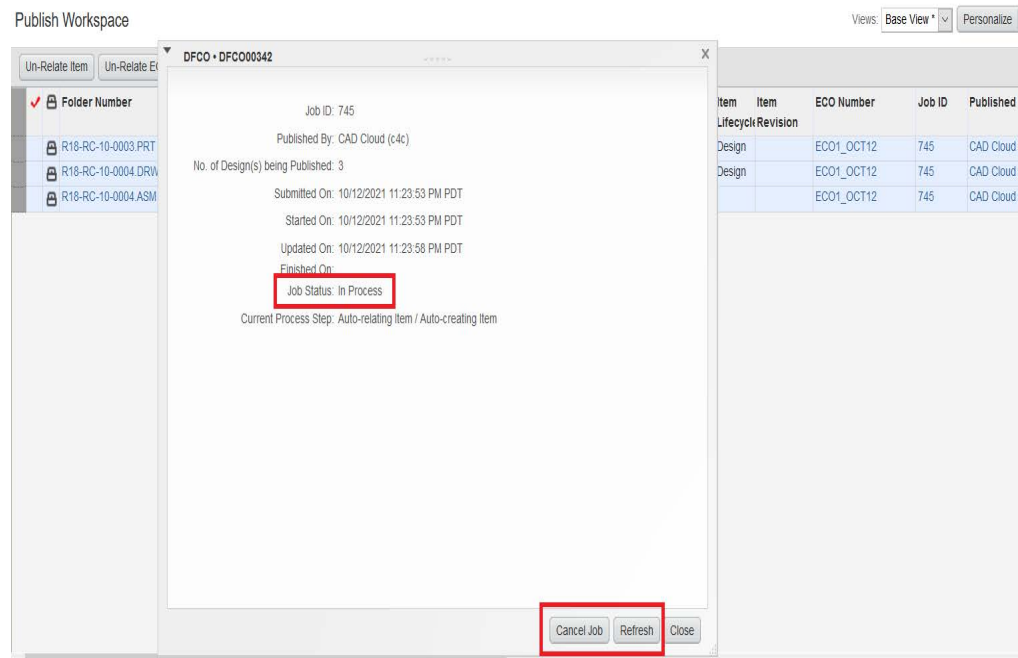 Publish Workspace
Views: Base View * Personalize
Un-Relate Item Un-Relate EC
DFCO • DFCO00342 X
Folder Number
Item Lifecycle
Item Revision
ECO Number
Job ID
Published
R18-RC-10-0003.PRT Design ECO1_OCT12 745 CAD Cloud
R18-RC-10-0004.DRW Design ECO1_OCT12 745 CAD Cloud
R18-RC-10-0004.ASM ECO1_OCT12 745 CAD Cloud
Job ID: 745
Published By: CAD Cloud (c4c)
No. of Design(s) being Published: 3
Submitted On: 10/12/2021 11:23:53 PM PDT
Started On: 10/12/2021 11:23:53 PM PDT
Updated On: 10/12/2021 11:23:58 PM PDT
Finished On:
Job Status: In Process
Current Process Step: Auto-relating Item / Auto-creating Item
Cancel Job Refresh Close